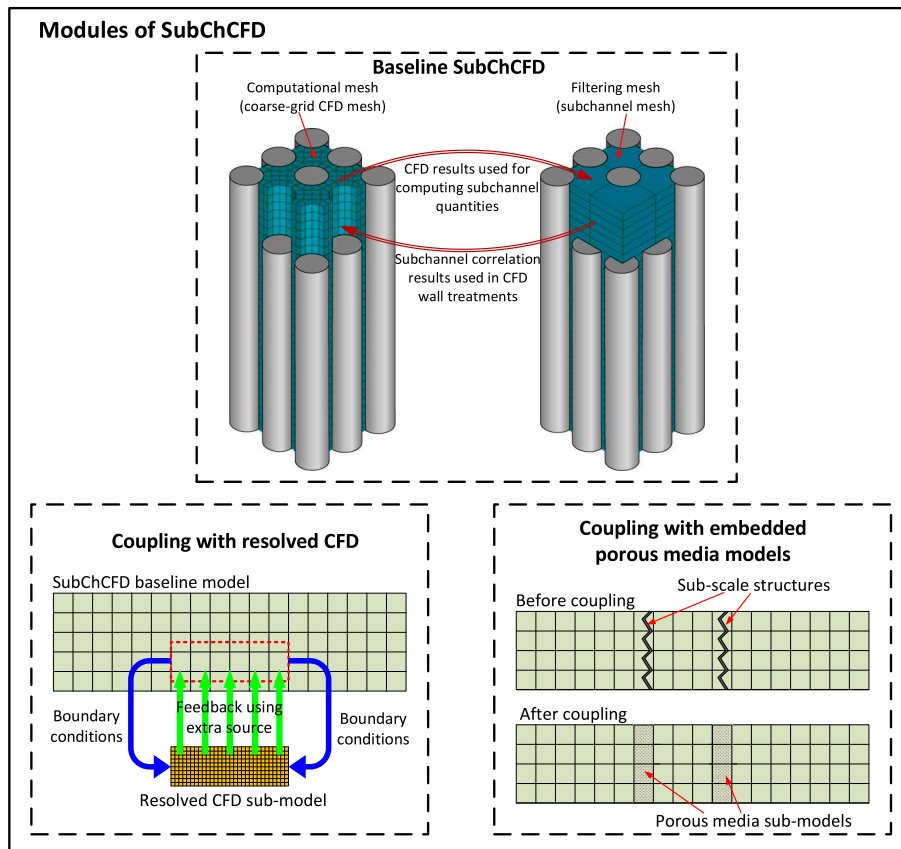 Modules of SubChCFD
Baseline SubChCFD
Computational mesh
(coarse-grid CFD mesh)
Filtering mesh
(subchannel mesh)
CFD results used for
computing subchannel
quantities
Subchannel correlation
results used in CFD
wall treatments
Coupling with resolved CFD
SubChCFD baseline model
Boundary
conditions
Feedback using
extra source
Boundary
conditions
Resolved CFD sub-model
Coupling with embedded
porous media models
Sub-scale structures
Before coupling
After coupling
Porous media sub-models